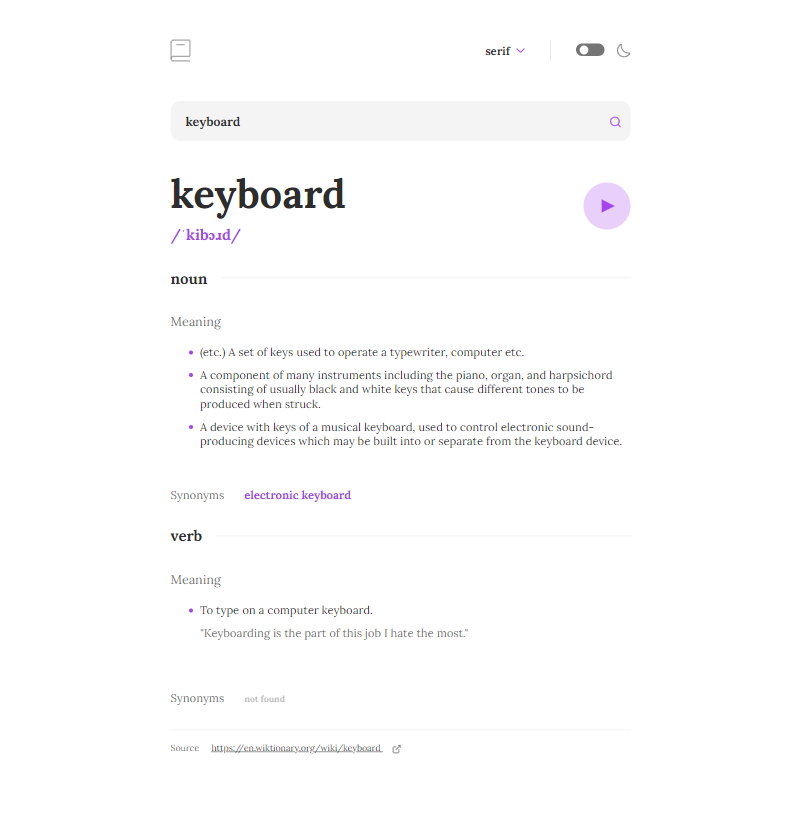 serif
keyboard
keyboard
/ˈkibɔɹd/
noun
Meaning
(etc.) A set of keys used to operate a typewriter, computer etc.
A component of many instruments including the piano, organ, and harpsichord
consisting of usually black and white keys that cause different tones to be
produced when struck.
A device with keys of a musical keyboard, used to control electronic sound-
producing devices which may be built into or separate from the keyboard device.
Synonyms electronic keyboard
verb
Meaning
To type on a computer keyboard.
"Keyboarding is the part of this job I hate the most."
Synonyms not found
Source https://en.wiktionary.org/wiki/keyboard